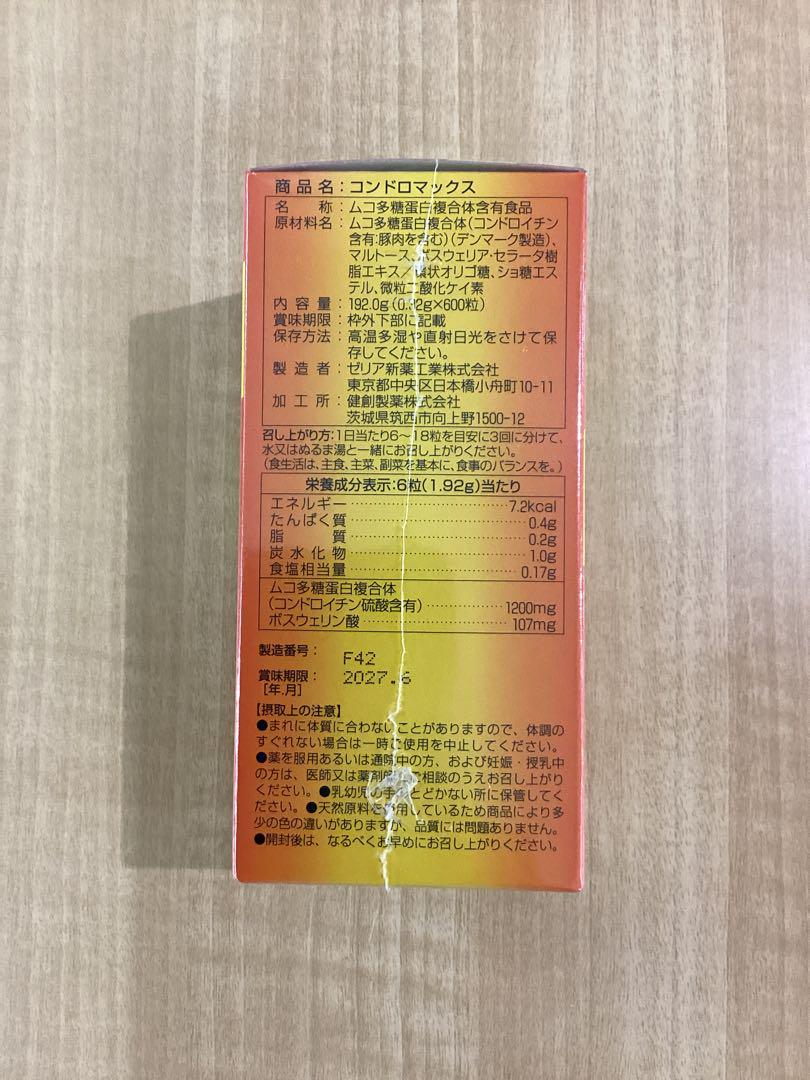 商品名：コンドロマックス
名称：ムコ多糖蛋白複合体含有食品
原材料名：ムコ多糖蛋白複合体(コンドロイチン
含有:豚肉を含む)(デンマーク製造)、
マルトース、ボスウェリア・セラータ樹
脂エキス／環状オリゴ糖、ショ糖エス
テル、微粒二酸化ケイ素
内容量：192.0g(0.32g×600粒)
賞味期限：枠外下部に記載
保存方法：高温多湿や直射日光をさけて保
存してください。
製造者：ゼリア新薬工業株式会社
東京都中央区日本橋小舟町10-11
加工所：健創製薬株式会社
茨城県筑西市向上野1500-12
召し上がり方：1日当たり6～18粒を目安に3回に分けて、
水又はぬるま湯と一緒にお召し上がりください。
(食生活は、主食、主菜、副菜を基本に、食事のバランスを。)
栄養成分表示：6粒(1.92g)当たり
エネルギー 7.2kcal
たんぱく質 0.4g
脂質 0.2g
炭水化物 1.0g
食塩相当量 0.17g
ムコ多糖蛋白複合体
(コンドロイチン硫酸含有) 1200mg
ボスウェリン酸 107mg
製造番号： F42
賞味期限： 2027.6
[年.月]
【摂取上の注意】
●まれに体質に合わないことがありますので、体調の
すぐれない場合は一時ご使用を中止してください。
●薬を服用あるいは通院中の方、および妊娠・授乳中
の方は、医師又は薬剤師にご相談のうえお召し上がり
ください。●乳幼児の手のとどかない所に保管してく
ださい。●天然原料を使用しているため商品により多
少の色の違いがありますが、品質には問題ありません。
●開封後は、なるべくお早めにお召し上がりください。